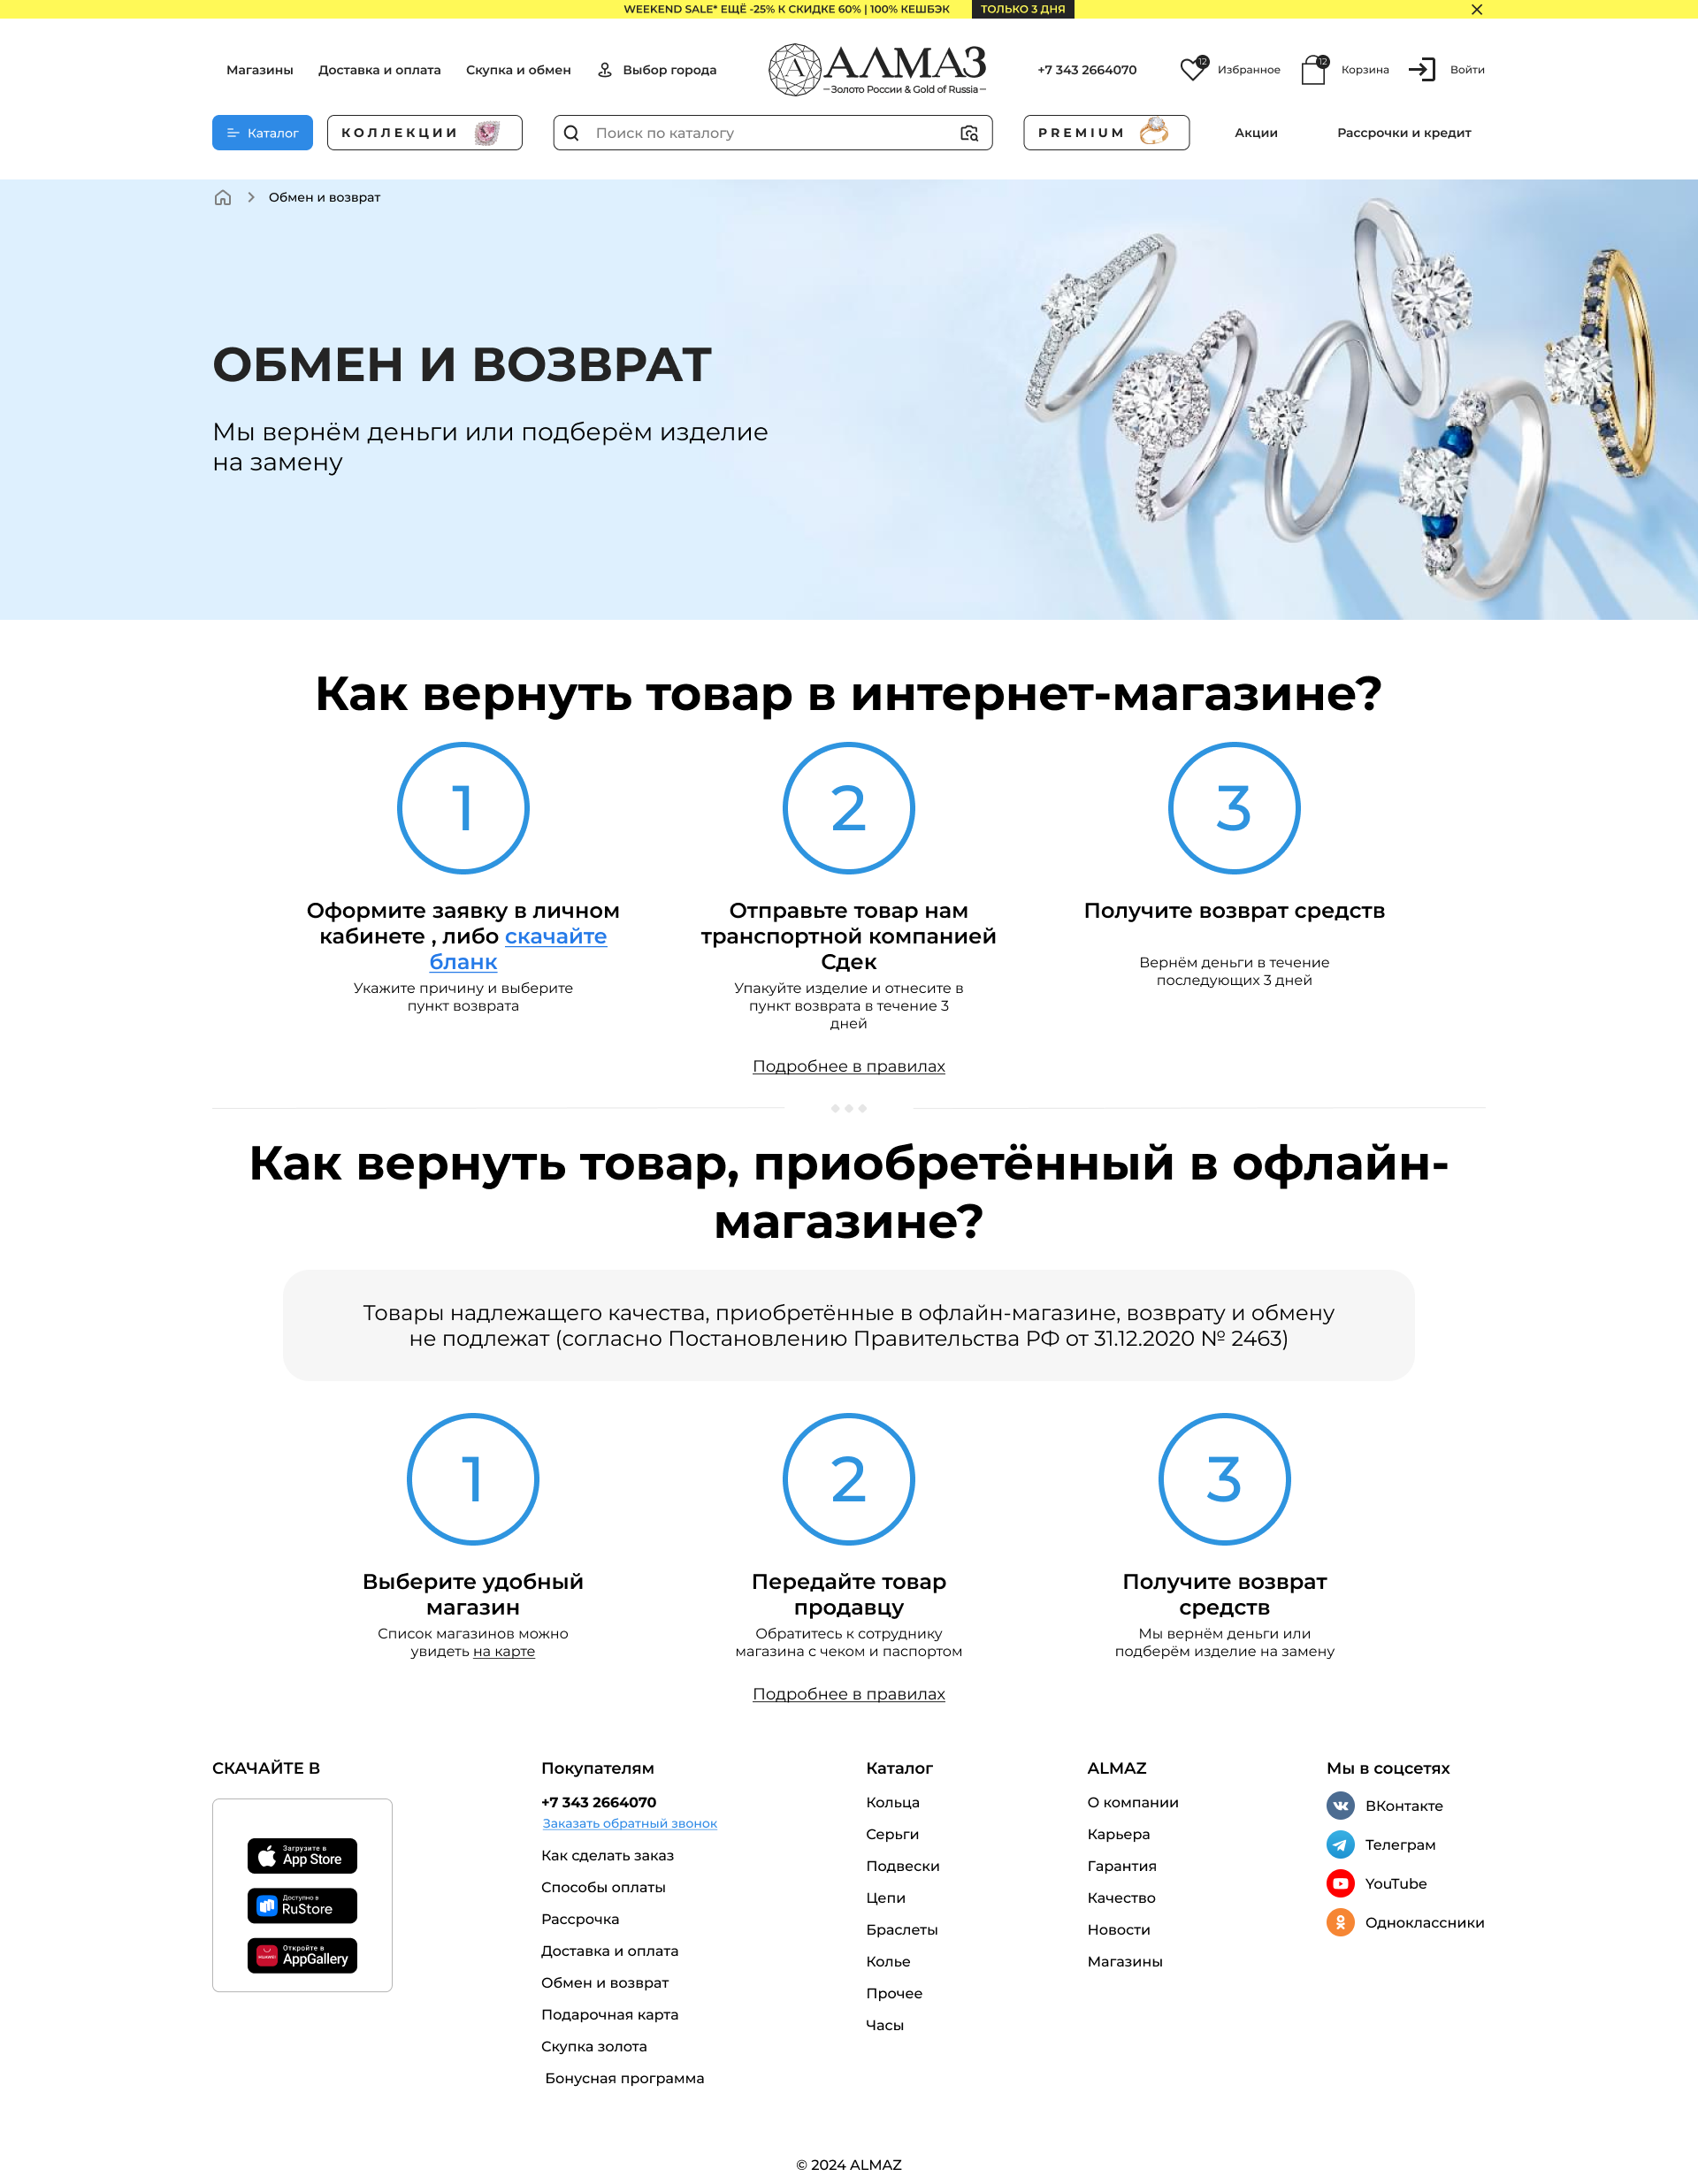 WEEKEND SALE* ЕЩЁ -25% К СКИДКЕ 60% | 100% КЕШБЭК ТОЛЬКО 3 ДНЯ
Магазины Доставка и оплата Скупка и обмен Выбор города
АЛМАЗ
Золото России & Gold of Russia
+7 343 2664070
12 Избранное 12 Корзина Войти
Каталог КОЛЛЕКЦИИ Поиск по каталогу PREMIUM Акции Рассрочки и кредит
Обмен и возврат
ОБМЕН И ВОЗВРАТ
Мы вернём деньги или подберём изделие
на замену
Как вернуть товар в интернет-магазине?
1
Оформите заявку в личном
кабинете , либо скачайте
бланк
Укажите причину и выберите
пункт возврата
2
Отправьте товар нам
транспортной компанией
Сдек
Упакуйте изделие и отнесите в
пункт возврата в течение 3
дней
3
Получите возврат средств
Вернём деньги в течение
последующих 3 дней
Подробнее в правилах
Как вернуть товар, приобретённый в офлайн-
магазине?
Товары надлежащего качества, приобретённые в офлайн-магазине, возврату и обмену
не подлежат (согласно Постановлению Правительства РФ от 31.12.2020 № 2463)
1
Выберите удобный
магазин
Список магазинов можно
увидеть на карте
2
Передайте товар
продавцу
Обратитесь к сотруднику
магазина с чеком и паспортом
3
Получите возврат
средств
Мы вернём деньги или
подберём изделие на замену
Подробнее в правилах
СКАЧАЙТЕ В
Загрузите в
App Store
Доступно в
RuStore
Откройте в
AppGallery
Покупателям
+7 343 2664070
Заказать обратный звонок
Как сделать заказ
Способы оплаты
Рассрочка
Доставка и оплата
Обмен и возврат
Подарочная карта
Скупка золота
Бонусная программа
Каталог
Кольца
Серьги
Подвески
Цепи
Браслеты
Колье
Прочее
Часы
ALMAZ
О компании
Карьера
Гарантия
Качество
Новости
Магазины
Мы в соцсетях
ВКонтакте
Телеграм
YouTube
Одноклассники
© 2024 ALMAZ